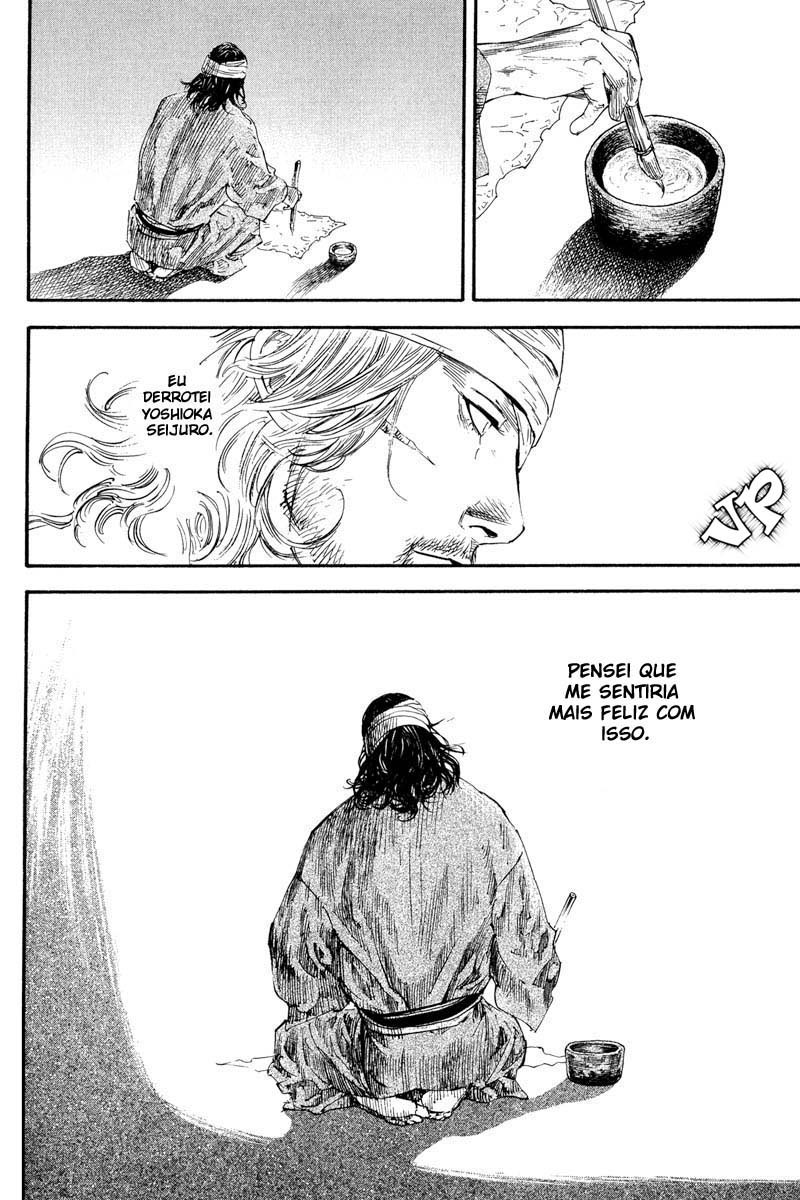 EU
DERROTEI
YOSHIOKA
SEIJURO.
VP
PENSEI QUE
ME SENTIRIA
MAIS FELIZ COM
ISSO.